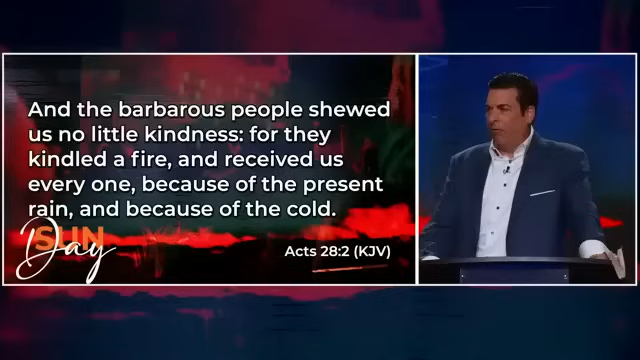 And the barbarous people shewed
us no little kindness: for they
kindled a fire, and received us
every one, because of the present
rain, and because of the cold.
SUN
Day
Acts 28:2 (KJV)